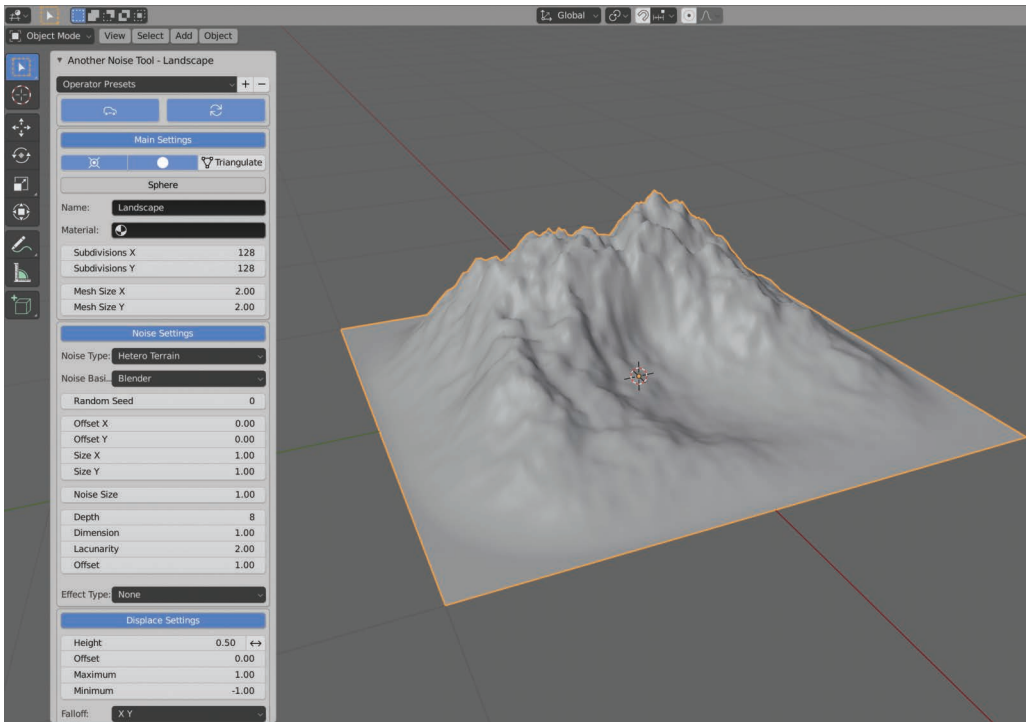 Global
Object Mode View Select Add Object
Another Noise Tool - Landscape
Operator Presets + −
Main Settings
Triangulate
Sphere
Name: Landscape
Material:
Subdivisions X 128
Subdivisions Y 128
Mesh Size X 2.00
Mesh Size Y 2.00
Noise Settings
Noise Type: Hetero Terrain
Noise Basi... Blender
Random Seed 0
Offset X 0.00
Offset Y 0.00
Size X 1.00
Size Y 1.00
Noise Size 1.00
Depth 8
Dimension 1.00
Lacunarity 2.00
Offset 1.00
Effect Type: None
Displace Settings
Height 0.50
Offset 0.00
Maximum 1.00
Minimum -1.00
Falloff: X Y